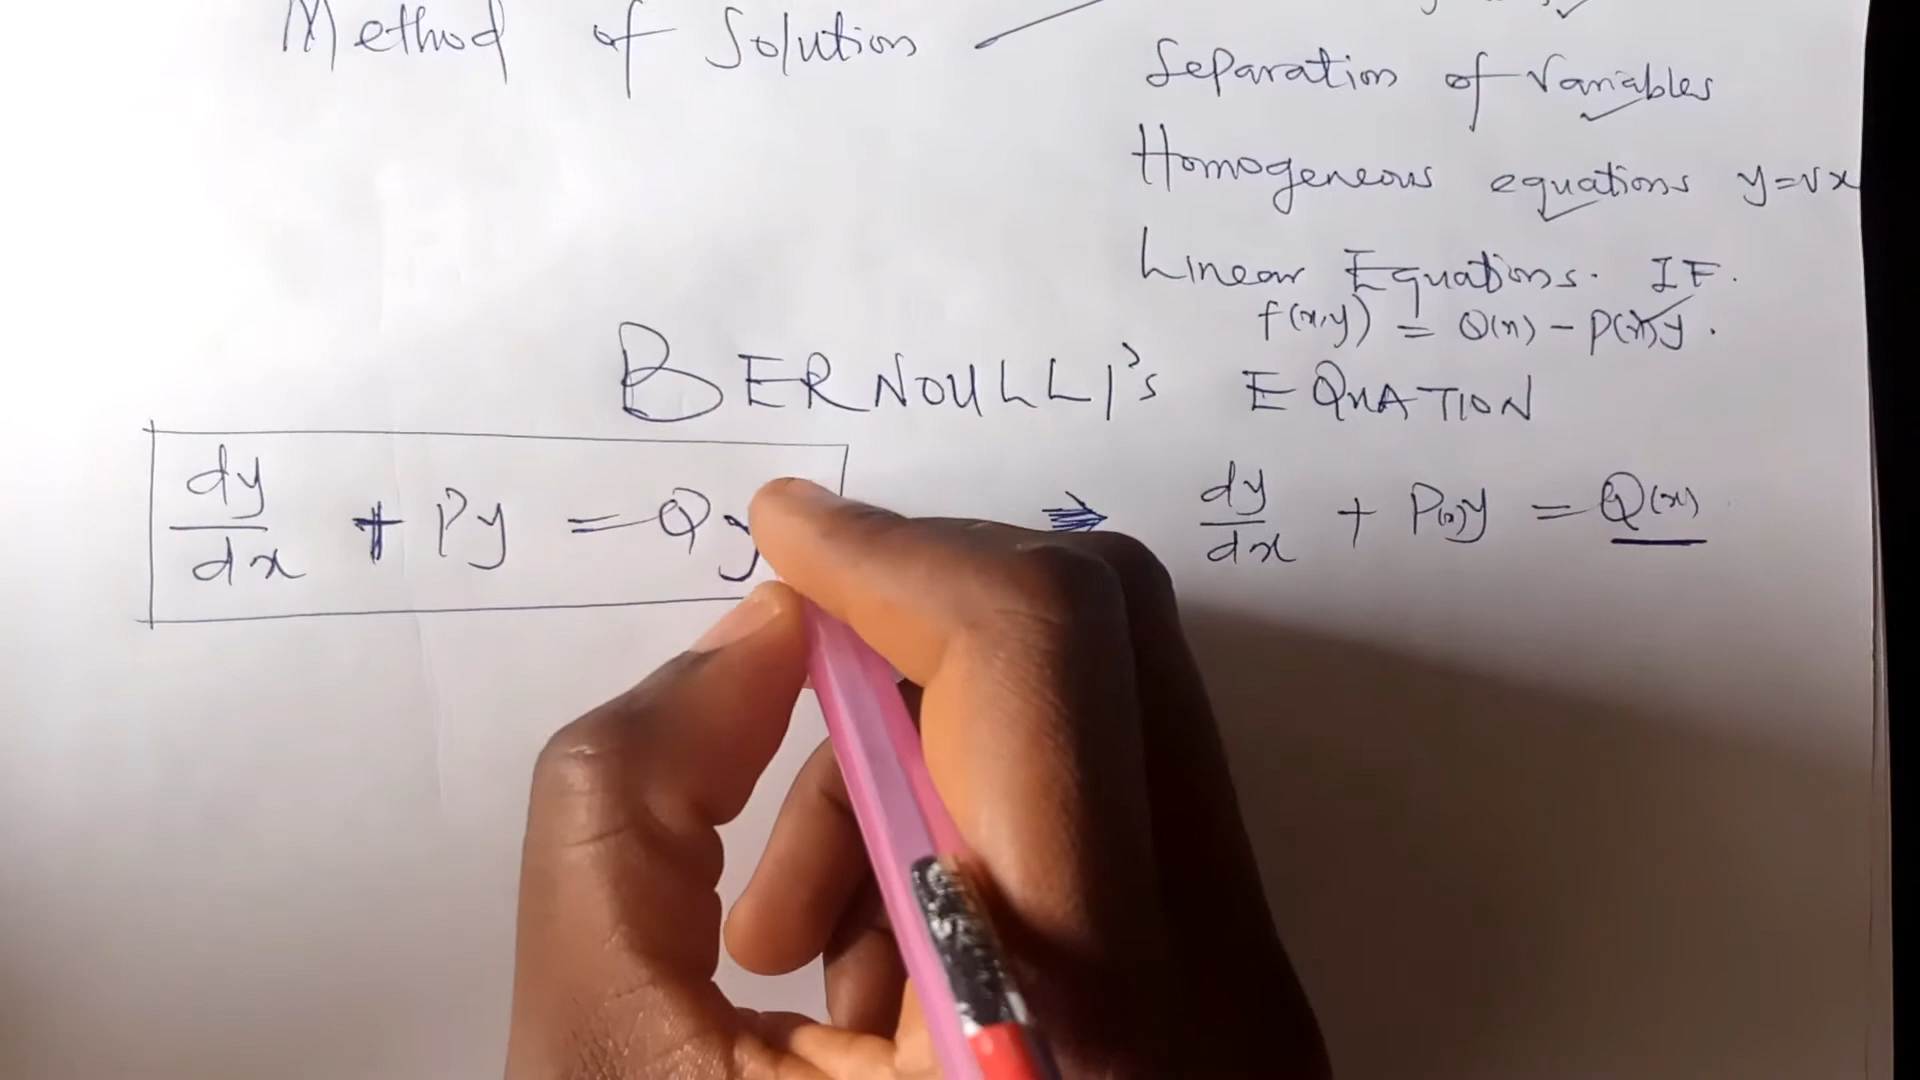 Method of Solution
Separation of Variables
Homogeneous equations y=vx
Linear Equations. IF.
f(x,y) = Q(x) - P(x)y.
BERNOULLI's EQUATION
dy/dx + Py = Qy
⇒ dy/dx + P(x)y = Q(x)